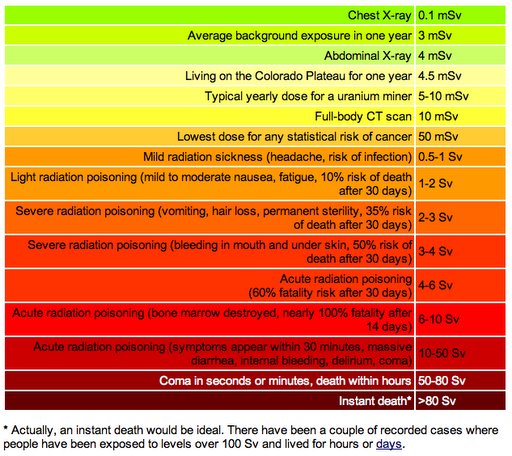 Chest X-ray 0.1 mSv
Average background exposure in one year 3 mSv
Abdominal X-ray 4 mSv
Living on the Colorado Plateau for one year 4.5 mSv
Typical yearly dose for a uranium miner 5-10 mSv
Full-body CT scan 10 mSv
Lowest dose for any statistical risk of cancer 50 mSv
Mild radiation sickness (headache, risk of infection) 0.5-1 Sv
Light radiation poisoning (mild to moderate nausea, fatigue, 10% risk of death
after 30 days) 1-2 Sv
Severe radiation poisoning (vomiting, hair loss, permanent sterility, 35% risk
of death after 30 days) 2-3 Sv
Severe radiation poisoning (bleeding in mouth and under skin, 50% risk of
death after 30 days) 3-4 Sv
Acute radiation poisoning
(60% fatality risk after 30 days) 4-6 Sv
Acute radiation poisoning (bone marrow destroyed, nearly 100% fatality after
14 days) 6-10 Sv
Acute radiation poisoning (symptoms appear within 30 minutes, massive
diarrhea, internal bleeding, delirium, coma) 10-50 Sv
Coma in seconds or minutes, death within hours 50-80 Sv
Instant death* >80 Sv
* Actually, an instant death would be ideal. There have been a couple of recorded cases where
people have been exposed to levels over 100 Sv and lived for hours or days.